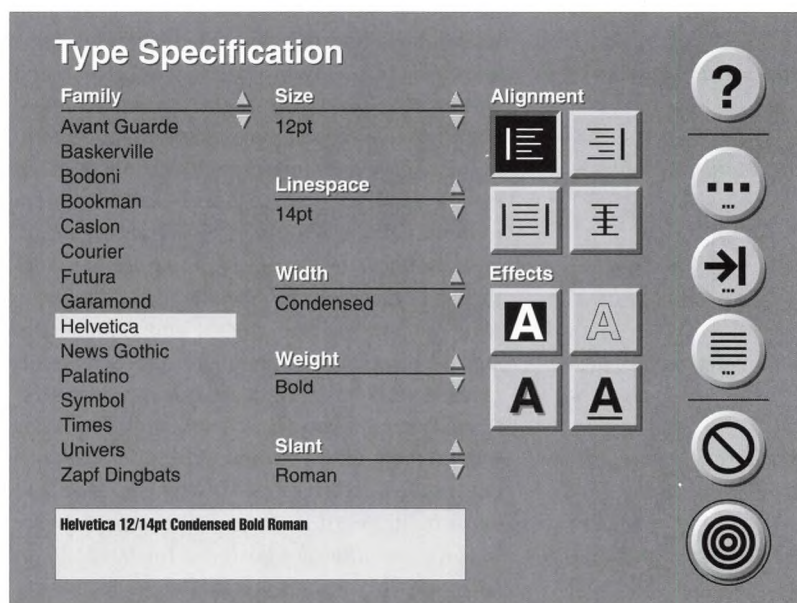 Type Specification
Family
Avant Guarde
Baskerville
Bodoni
Bookman
Caslon
Courier
Futura
Garamond
Helvetica
News Gothic
Palatino
Symbol
Times
Univers
Zapf Dingbats
Size
12pt
Linespace
14pt
Width
Condensed
Weight
Bold
Slant
Roman
Alignment
Effects
A
A
A
A
?
Helvetica 12/14pt Condensed Bold Roman